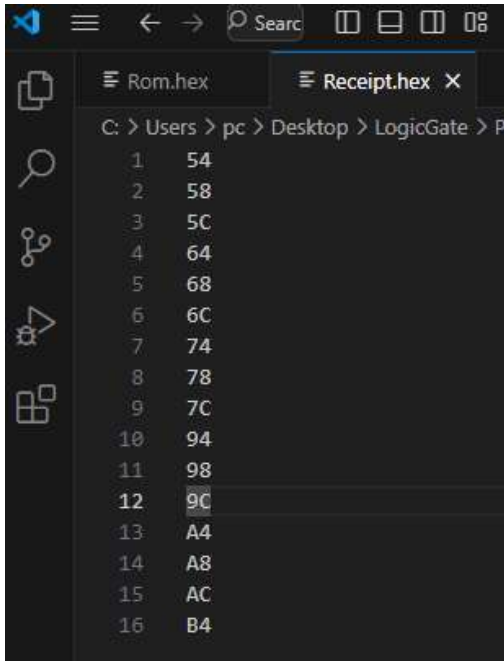 Searc
Rom.hex Receipt.hex
C: > Users > pc > Desktop > LogicGate > P
1 54
2 58
3 5C
4 64
5 68
6 6C
7 74
8 78
9 7C
10 94
11 98
12 9C
13 A4
14 A8
15 AC
16 B4